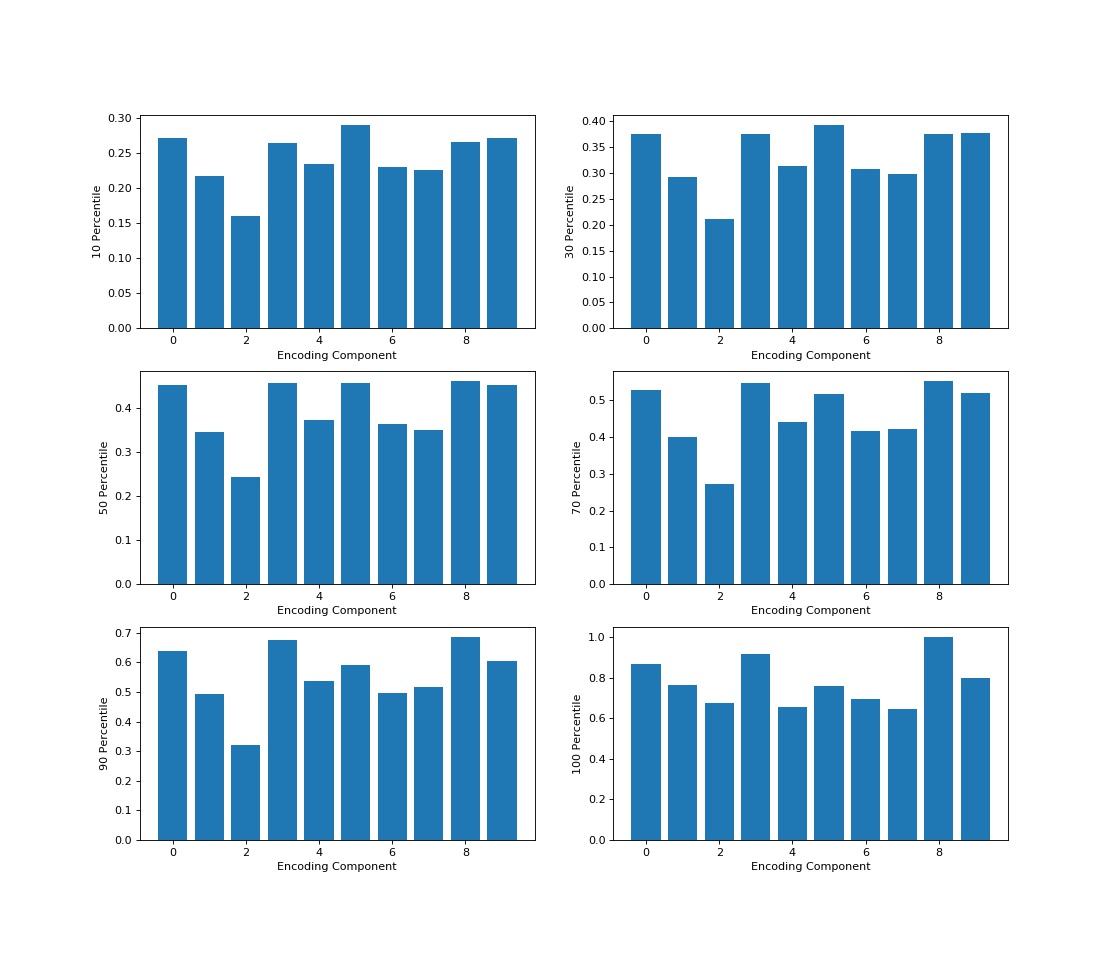 0.30
0.25
0.20
0.15
0.10
0.05
0.00
10 Percentile
0 2 4 6 8
Encoding Component
0.40
0.35
0.30
0.25
0.20
0.15
0.10
0.05
0.00
30 Percentile
0 2 4 6 8
Encoding Component
0.4
0.3
0.2
0.1
0.0
50 Percentile
0 2 4 6 8
Encoding Component
0.5
0.4
0.3
0.2
0.1
0.0
70 Percentile
0 2 4 6 8
Encoding Component
0.7
0.6
0.5
0.4
0.3
0.2
0.1
0.0
90 Percentile
0 2 4 6 8
Encoding Component
1.0
0.8
0.6
0.4
0.2
0.0
100 Percentile
0 2 4 6 8
Encoding Component